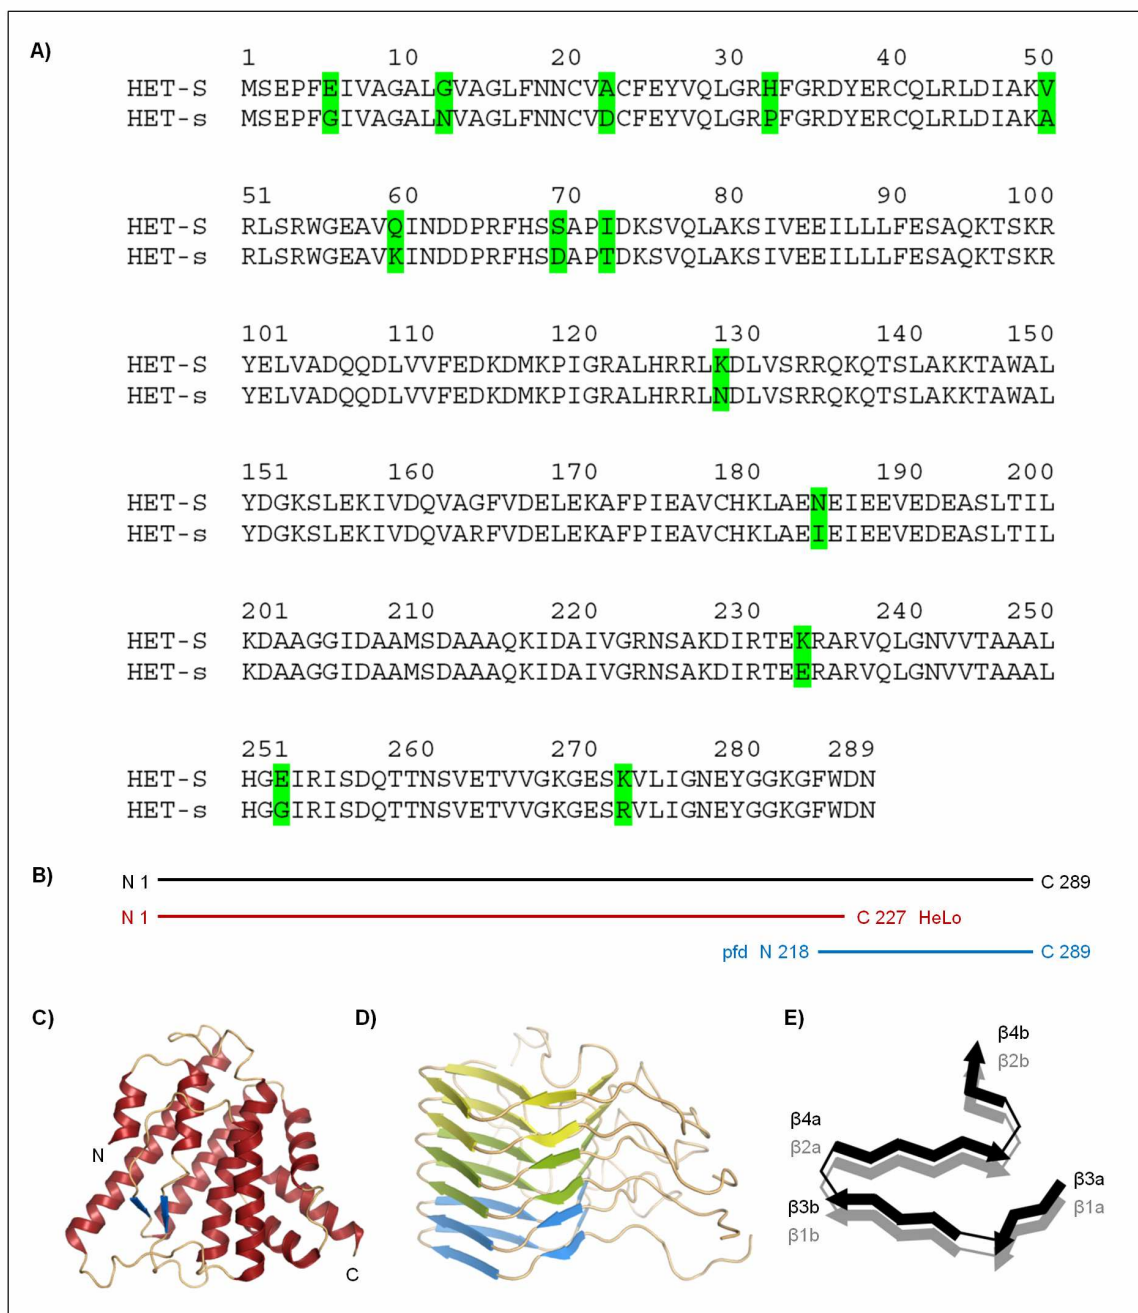 A)
1 10 20 30 40 50
HET-S MSEPFEIVAGALGVAGLFNNCVACFEYVQLGRHFGRDYERCQLRLDIAKV
HET-s MSEPFGIVAGALNVAGLFNNCVDCFEYVQLGRPFGRDYERCQLRLDIAKA
51 60 70 80 90 100
HET-S RLSRWGEAVQINDDPRFHSSAPIDKSVQLAKSIVEEILLLFESAQKTSKR
HET-s RLSRWGEAVKINDDPRFHSDAPTDKSVQLAKSIVEEILLLFESAQKTSKR
101 110 120 130 140 150
HET-S YELVADQQDLVVFEDKDMKPIGRALHRRLKDLVSRRQKQTSLAKKTAWAL
HET-s YELVADQQDLVVFEDKDMKPIGRALHRRLNDLVSRRQKQTSLAKKTAWAL
151 160 170 180 190 200
HET-S YDGKSLEKIVDQVAGFVDELEKAFPIEAVCHKLAENEIEEVEDEASLTIL
HET-s YDGKSLEKIVDQVARFVDELEKAFPIEAVCHKLAEIEIEEVEDEASLTIL
201 210 220 230 240 250
HET-S KDAAGGIDAAMSDAAAQKIDAIVGRNSAKDIRTEKRARVQLGNVVTAAAL
HET-s KDAAGGIDAAMSDAAAQKIDAIVGRNSAKDIRTEERARVQLGNVVTAAAL
251 260 270 280 289
HET-S HGEIRISDQTTNSVETVVGKGESKVLIGNEYGGKGFWDN
HET-s HGGIRISDQTTNSVETVVGKGESRVLIGNEYGGKGFWDN
B)
N 1 C 289
N 1 C 227 HeLo
pfd N 218 C 289
C)
N
C
D)
E)
β4b
β2b
β4a
β2a
β3a
β1a
β3b
β1b